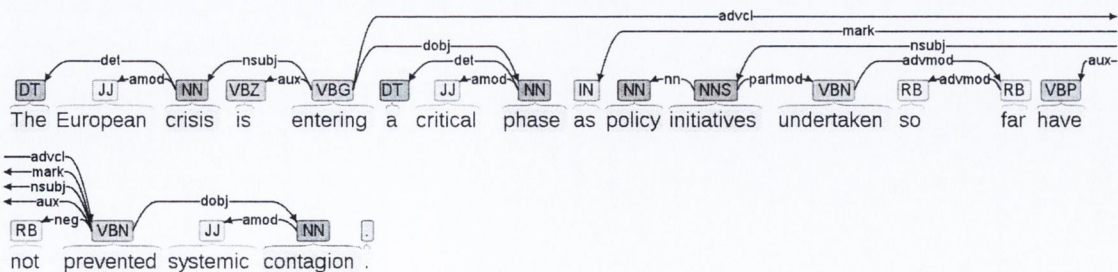 advcl
mark
nsubj
det nsubj dobj det advmod
amod aux amod nn partmod advmod aux
DT JJ NN VBZ VBG DT JJ NN IN NN NNS VBN RB RB VBP
The European crisis is entering a critical phase as policy initiatives undertaken so far have
advcl
mark
nsubj
aux dobj
neg amod
RB VBN JJ NN .
not prevented systemic contagion .